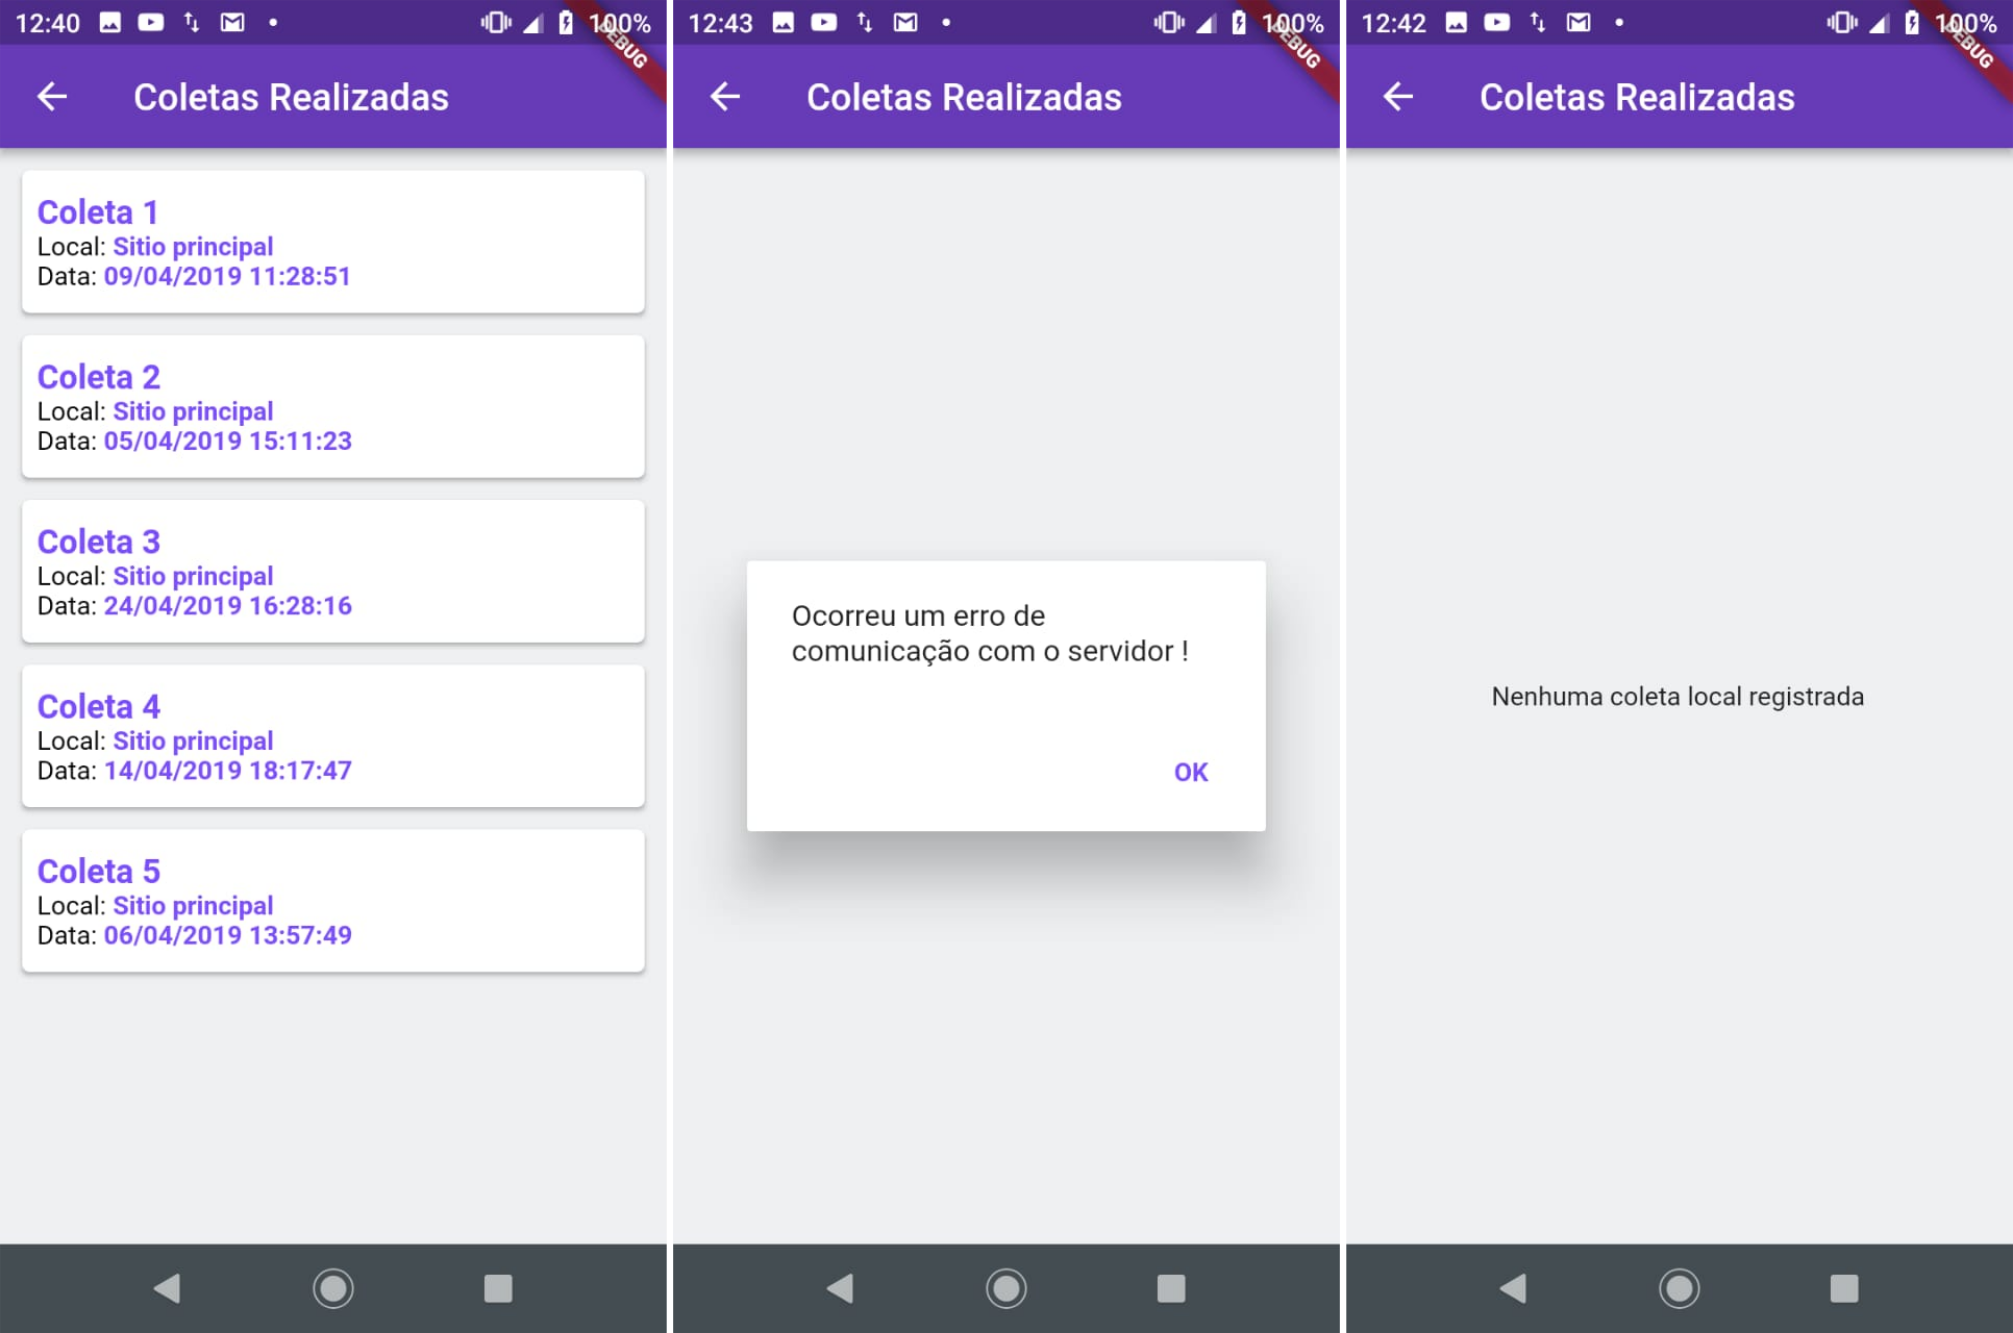 12:40
100%
DEBUG
Coletas Realizadas
Coleta 1
Local: Sitio principal
Data: 09/04/2019 11:28:51
Coleta 2
Local: Sitio principal
Data: 05/04/2019 15:11:23
Coleta 3
Local: Sitio principal
Data: 24/04/2019 16:28:16
Coleta 4
Local: Sitio principal
Data: 14/04/2019 18:17:47
Coleta 5
Local: Sitio principal
Data: 06/04/2019 13:57:49
12:43
100%
DEBUG
Coletas Realizadas
Ocorreu um erro de
comunicação com o servidor !
OK
12:42
100%
DEBUG
Coletas Realizadas
Nenhuma coleta local registrada